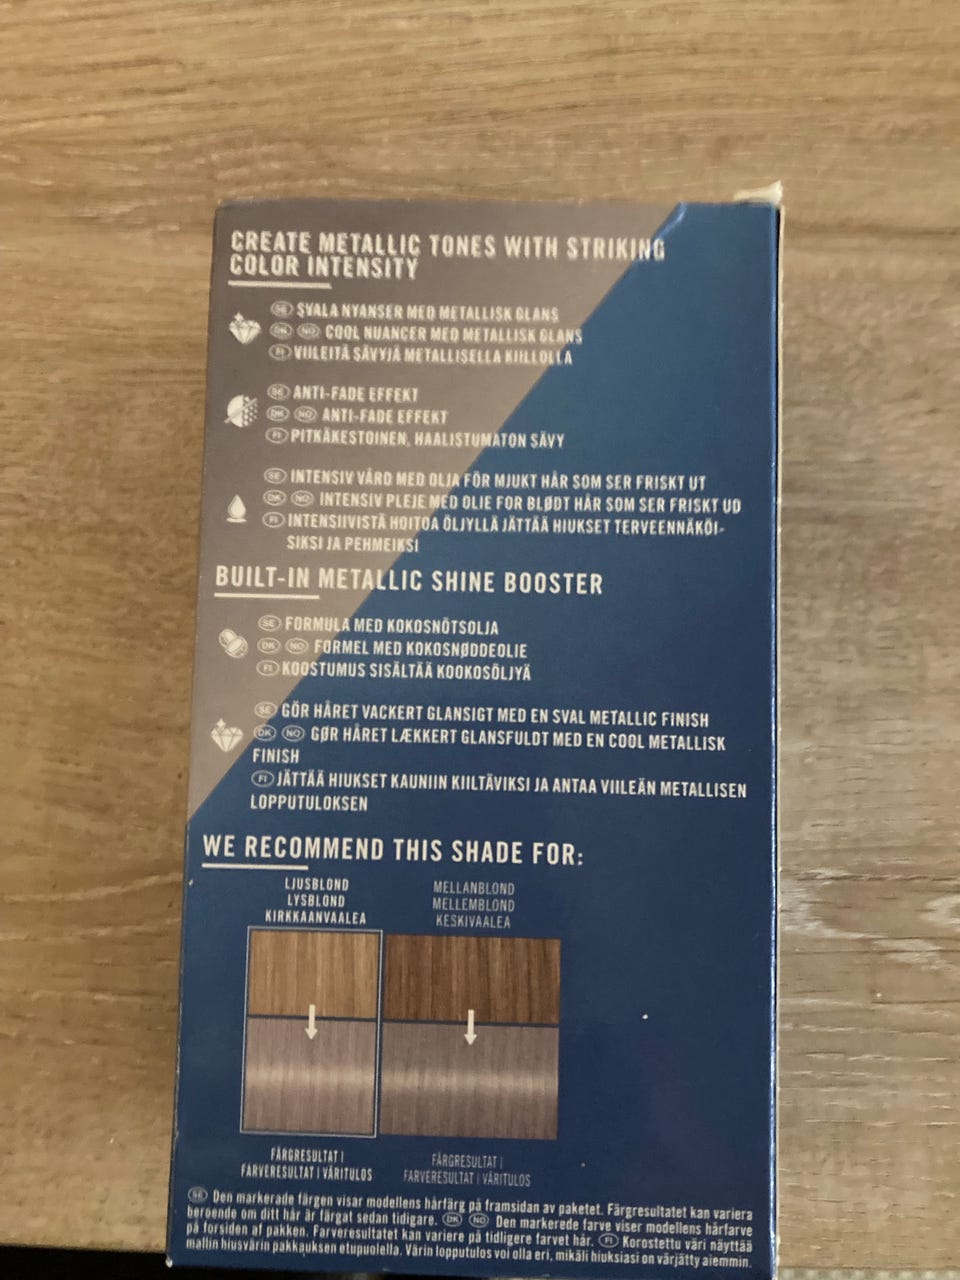 CREATE METALLIC TONES WITH STRIKING
COLOR INTENSITY
SE SVALA NYANSER MED METALLISK GLANS
DK NO COOL NUANCER MED METALLISK GLANS
FI VIILEITÄ SÄVYJÄ METALLISELLA KIILLOLLA
SE ANTI-FADE EFFEKT
DK NO ANTI-FADE EFFEKT
FI PITKÄKESTOINEN, HAALISTUMATON SÄVY
SE INTENSIV VÅRD MED OLJA FÖR MJUKT HÅR SOM SER FRISKT UT
DK NO INTENSIV PLEJE MED OLIE FOR BLØDT HÅR SOM SER FRISKT UD
FI INTENSIIVISTÄ HOITOA ÖLJYLLÄ JÄTTÄÄ HIUKSET TERVEENNÄKÖI-
SIKSI JA PEHMEIKSI
BUILT-IN METALLIC SHINE BOOSTER
SE FORMULA MED KOKOSNÖTSOLJA
DK NO FORMEL MED KOKOSNØDDEOLIE
FI KOOSTUMUS SISÄLTÄÄ KOOKOSÖLJYÄ
SE GÖR HÅRET VACKERT GLANSIGT MED EN SVAL METALLIC FINISH
DK NO GØR HÅRET LÆKKERT GLANSFULDT MED EN COOL METALLISK
FINISH
FI JÄTTÄÄ HIUKSET KAUNIIN KIILTÄVIKSI JA ANTAA VIILEÄN METALLISEN
LOPPUTULOKSEN
WE RECOMMEND THIS SHADE FOR:
LJUSBLOND
LYSBLOND
KIRKKAANVAALEA
MELLANBLOND
MELLEMBLOND
KESKIVAALEA
FÄRGRESULTAT |
FARVERESULTAT | VÄRITULOS
FÄRGRESULTAT |
FARVERESULTAT | VÄRITULOS
SE Den markerade färgen visar modellens hårfärg på framsidan av paketet. Färgresultatet kan variera
beroende om ditt hår är färgat sedan tidigare. DK NO Den markerede farve viser modellens hårfarve
på forsiden af pakken. Farveresultatet kan variere på tidligere farvet hår. FI Korostettu väri näyttää
mallin hiusvärin pakkauksen etupuolella. Värin lopputulos voi olla eri, mikäli hiuksiasi on värjätty aiemmin.